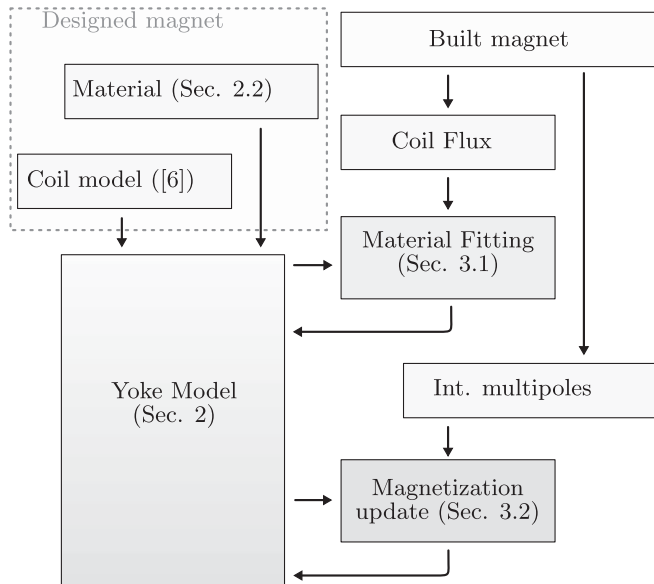 Designed magnet
Built magnet
Material (Sec. 2.2)
Coil Flux
Coil model ([6])
Material Fitting
(Sec. 3.1)
Yoke Model
(Sec. 2)
Int. multipoles
Magnetization
update (Sec. 3.2)